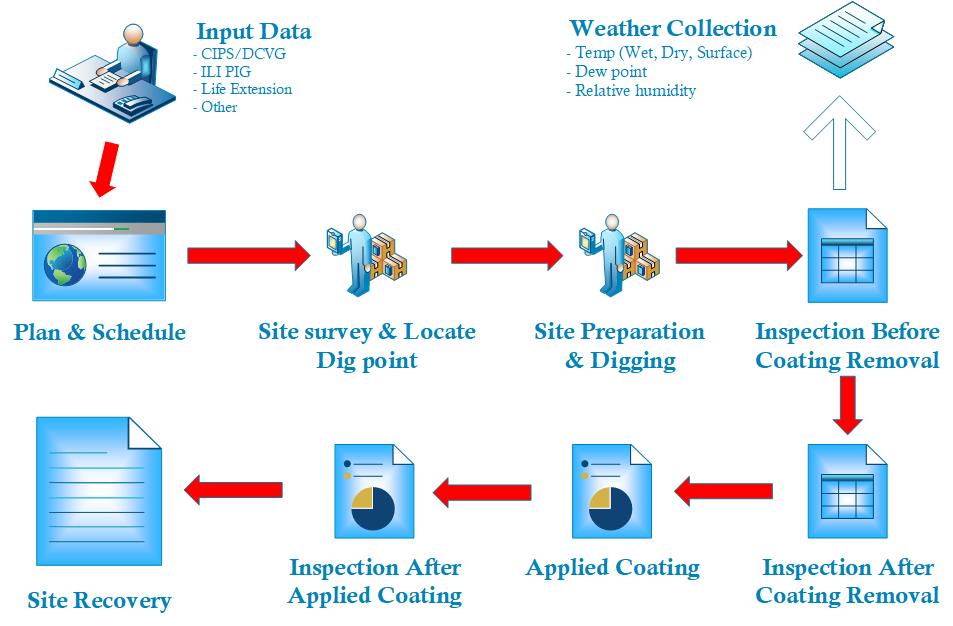 Input Data
- CIPS/DCVG
- ILI PIG
- Life Extension
- Other
Weather Collection
- Temp (Wet, Dry, Surface)
- Dew point
- Relative humidity
Plan & Schedule
Site survey & Locate
Dig point
Site Preparation
& Digging
Inspection Before
Coating Removal
Site Recovery
Inspection After
Applied Coating
Applied Coating
Inspection After
Coating Removal